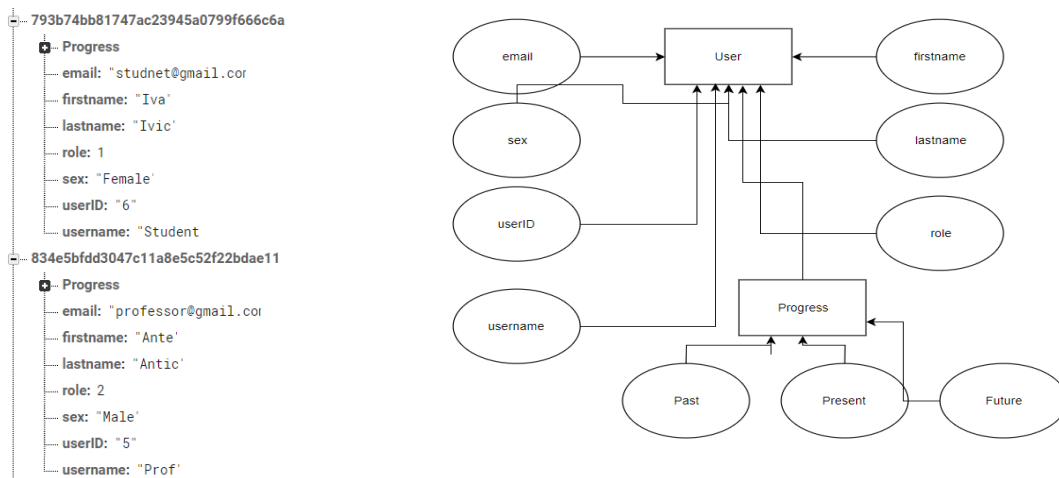 793b74bb81747ac23945a0799f666c6a
Progress
email: "studnet@gmail.cor
firstname: "Iva'
lastname: "Ivic'
role: 1
sex: "Female"
userID: "6"
username: "Student
834e5bfdd3047c11a8e5c52f22bdae11
Progress
email: "professor@gmail.cor
firstname: "Ante'
lastname: "Antic'
role: 2
sex: "Male"
userID: "5"
username: "Prof'
email
User
firstname
sex
lastname
userID
role
username
Progress
Past
Present
Future